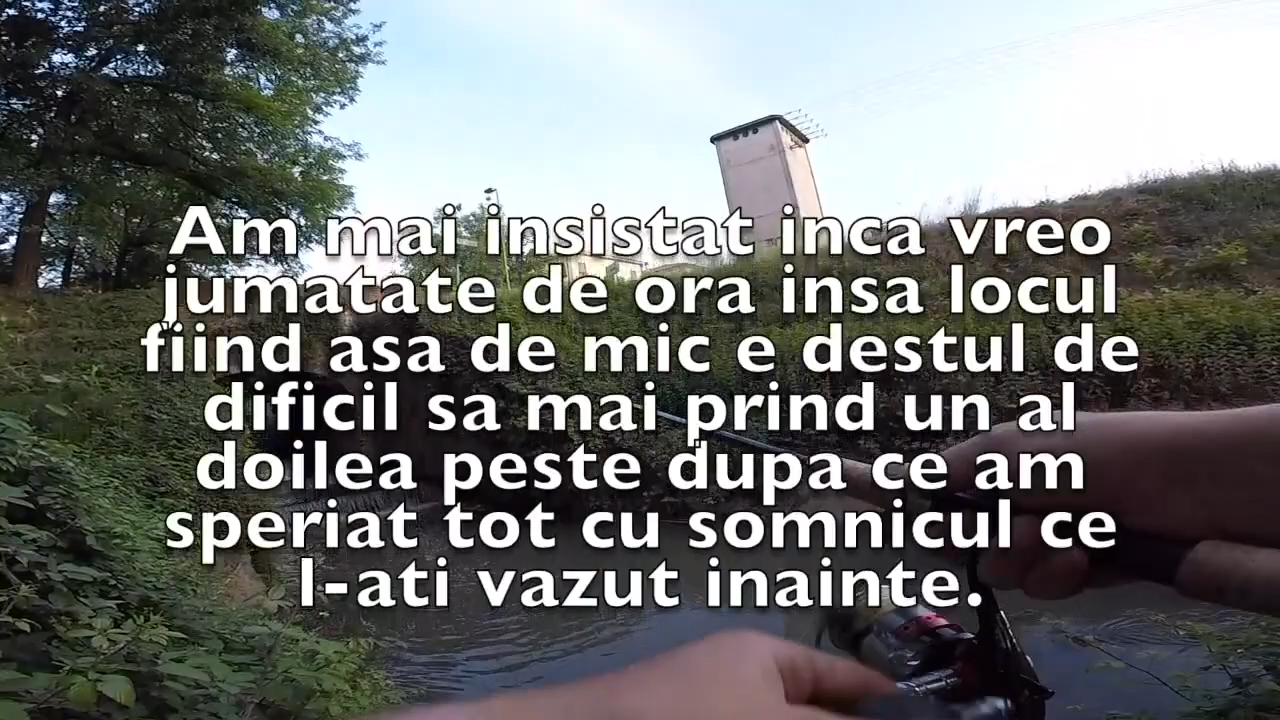 Am mai insistat inca vreo
jumatate de ora insa locul
fiind asa de mic e destul de
dificil sa mai prind un al
doilea peste dupa ce am
speriat tot cu somnicul ce
l-ati vazut inainte.